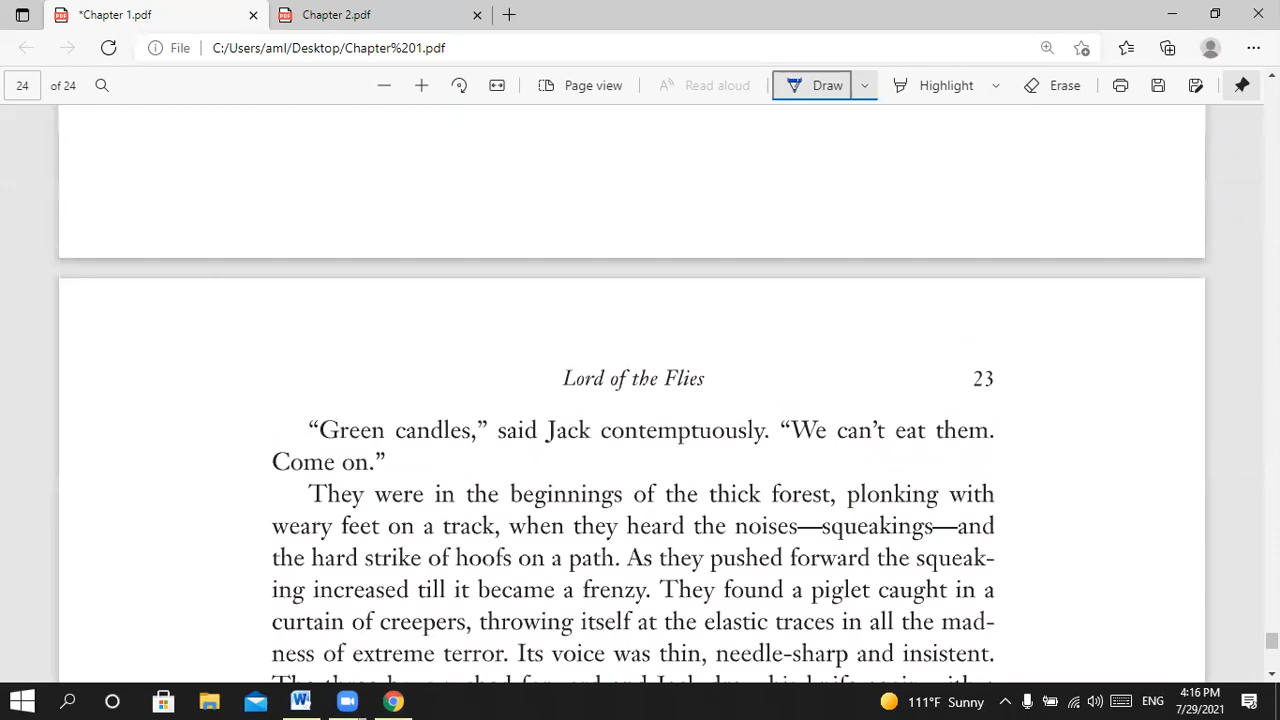 *Chapter 1.pdf
Chapter 2.pdf
File
C:/Users/aml/Desktop/Chapter%201.pdf
24 of 24
Page view
Read aloud
Draw
Highlight
Erase
Lord of the Flies 23
“Green candles,” said Jack contemptuously. “We can’t eat them.
Come on.”
They were in the beginnings of the thick forest, plonking with
weary feet on a track, when they heard the noises—squeakings—and
the hard strike of hoofs on a path. As they pushed forward the squeak-
ing increased till it became a frenzy. They found a piglet caught in a
curtain of creepers, throwing itself at the elastic traces in all the mad-
ness of extreme terror. Its voice was thin, needle-sharp and insistent.
111°F Sunny
ENG
4:16 PM
7/29/2021